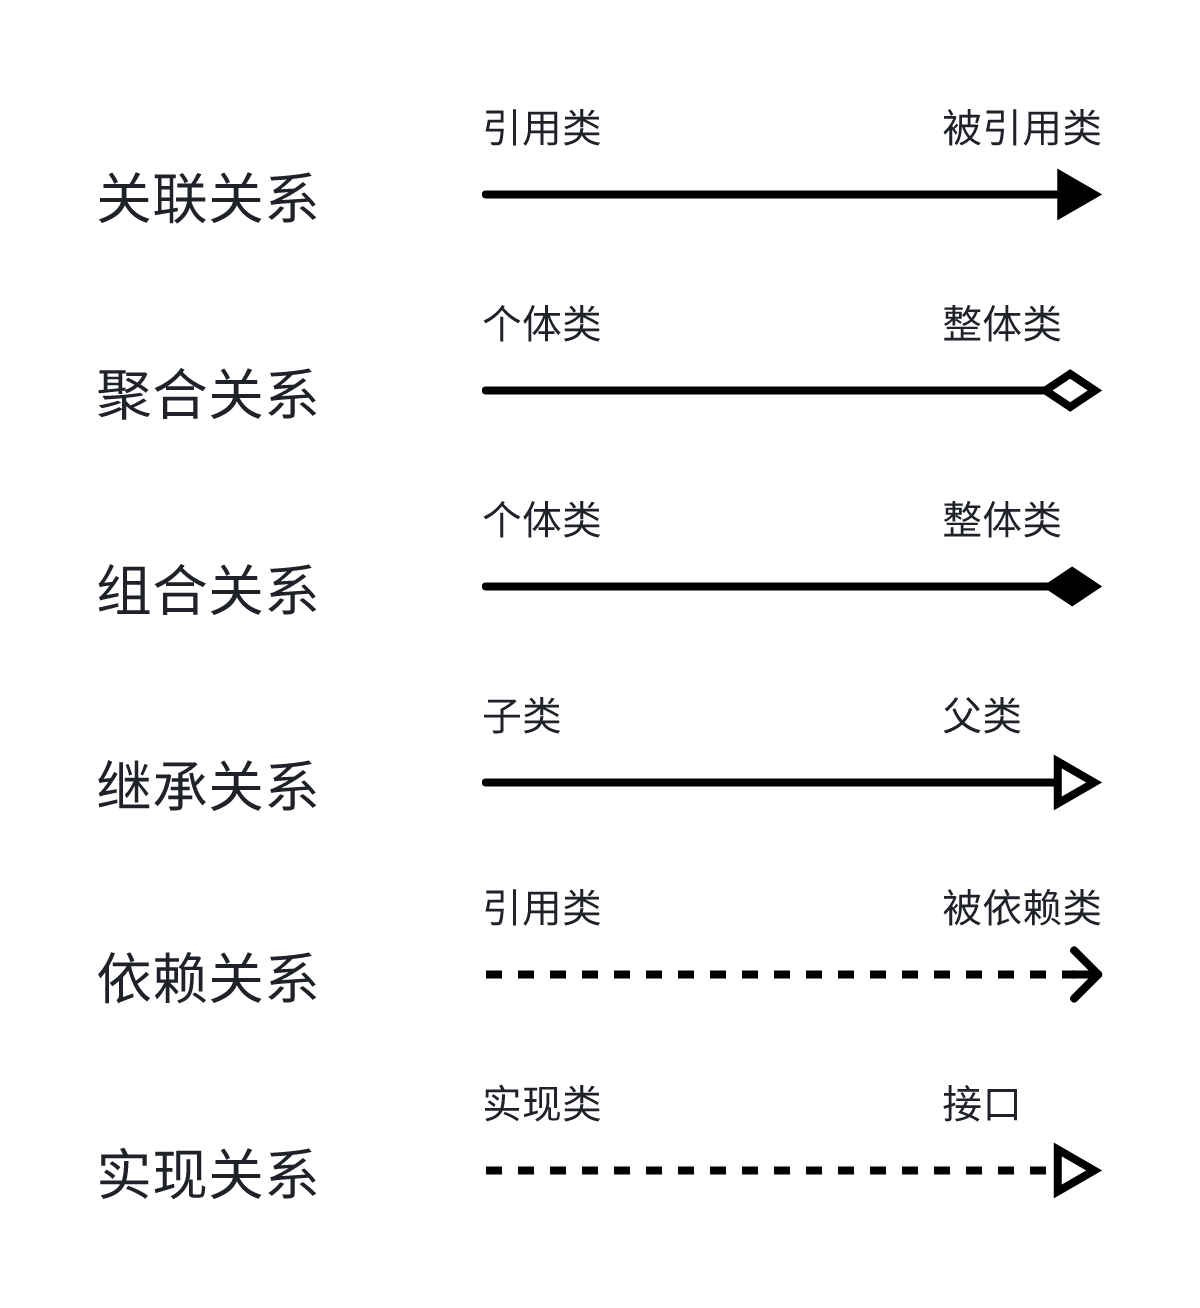 引用类 被引用类
关联关系
个体类 整体类
聚合关系
个体类 整体类
组合关系
子类 父类
继承关系
引用类 被依赖类
依赖关系
实现类 接口
实现关系